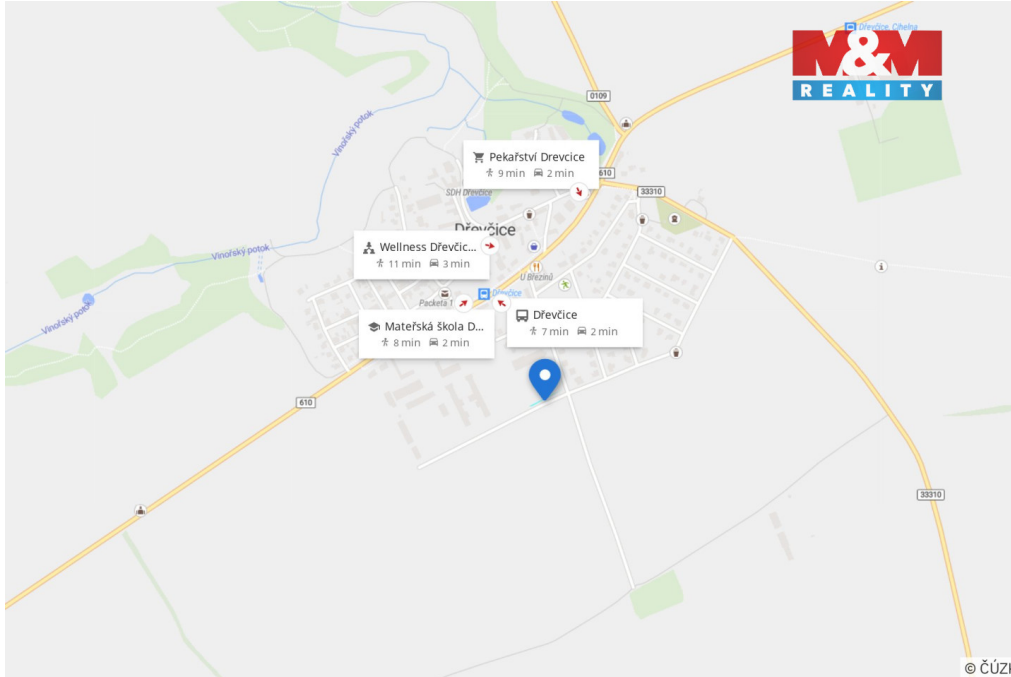 Dřevčice, Cihelna
M&M
REALITY
0109
Vinořský potok
Pekařství Drevcice
9 min 2 min
610
SDH Dřevčice
33310
Dřevčice
Wellness Dřevčic...
11 min 3 min
Vinořský potok
U Březinů
Packeta 1
Dřevčice
Vinořský potok
Mateřská škola D...
8 min 2 min
Dřevčice
7 min 2 min
610
33310
© ČÚZK